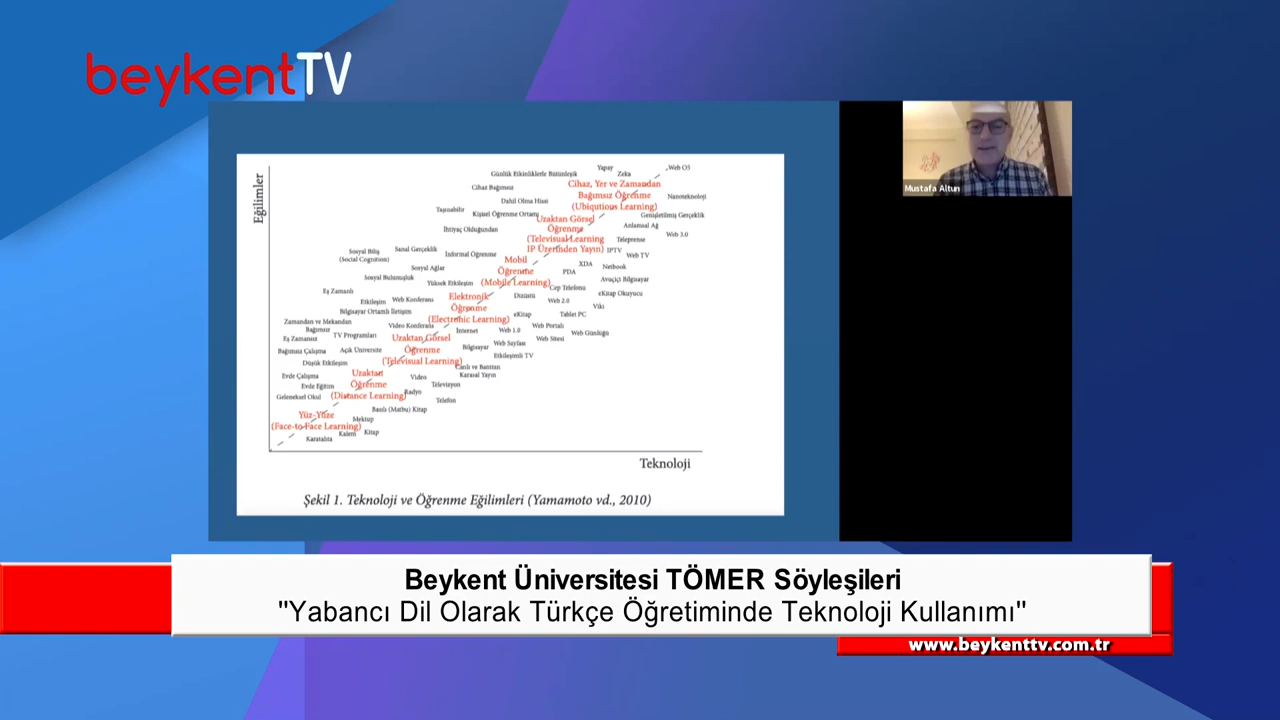 beykentTV
Eğilimler
Yapay
Zeka
Web O5
Günlük Etkinliklerle Bütünleşik
Cihaz, Yer ve Zamandan
Bağımsız Öğrenme
(Ubiqutious Learning)
Cihaz Bağımsız
Nanoteknoloji
Dahil Olma Hissi
Taşınabilir
Kişisel Öğrenme Ortamı
Genişletilmiş Gerçeklik
Uzaktan Görsel
Öğrenme
(Televisual Learning
IP Üzerinden Yayın)
Anlamsal Ağ
İhtiyaç Olduğundan
Web 3.0
Teleprense
IPTV
Web TV
Sosyal Biliş
(Social Cognition)
Sanal Gerçeklik
İnformal Öğrenme
Mobil
Öğrenme
(Mobile Learning)
XDA
Netbook
Sosyal Ağlar
PDA
Sosyal Bulunuşluk
Yüksek Etkileşim
Avuçiçi Bilgisayar
Cep Telefonu
Eş Zamanlı
eKitap Okuyucu
Elektronik
Öğrenme
(Electronic Learning)
Dizüstü
Etkileşim
Web Konferans
Web 2.0
Viki
Bilgisayar Ortamlı İletişim
eKitap
Tablet PC
Zamandan ve Mekandan
Bağımsız
Video Konferans
İnternet
Web 1.0
Web Portalı
Web Günlüğü
Eş Zamansız
TV Programları
Uzaktan Görsel
Öğrenme
(Televisual Learning)
Web Sitesi
Web Sayfası
Bilgisayar
Bağımsız Çalışma
Açık Üniversite
Etkileşimli TV
Düşük Etkileşim
Canlı ve Banttan
Karasal Yayın
Evde Çalışma
Uzaktan
Öğrenme
(Distance Learning)
Video
Televizyon
Evde Eğitim
Radyo
Geleneksel Okul
Telefon
Basılı (Matbu) Kitap
Yüz-Yüze
(Face-to-Face Learning)
Mektup
Kitap
Kalem
Karatahta
Teknoloji
Şekil 1. Teknoloji ve Öğrenme Eğilimleri (Yamamoto vd., 2010)
Mustafa Altun
Beykent Üniversitesi TÖMER Söyleşileri
"Yabancı Dil Olarak Türkçe Öğretiminde Teknoloji Kullanımı"
www.beykenttv.com.tr